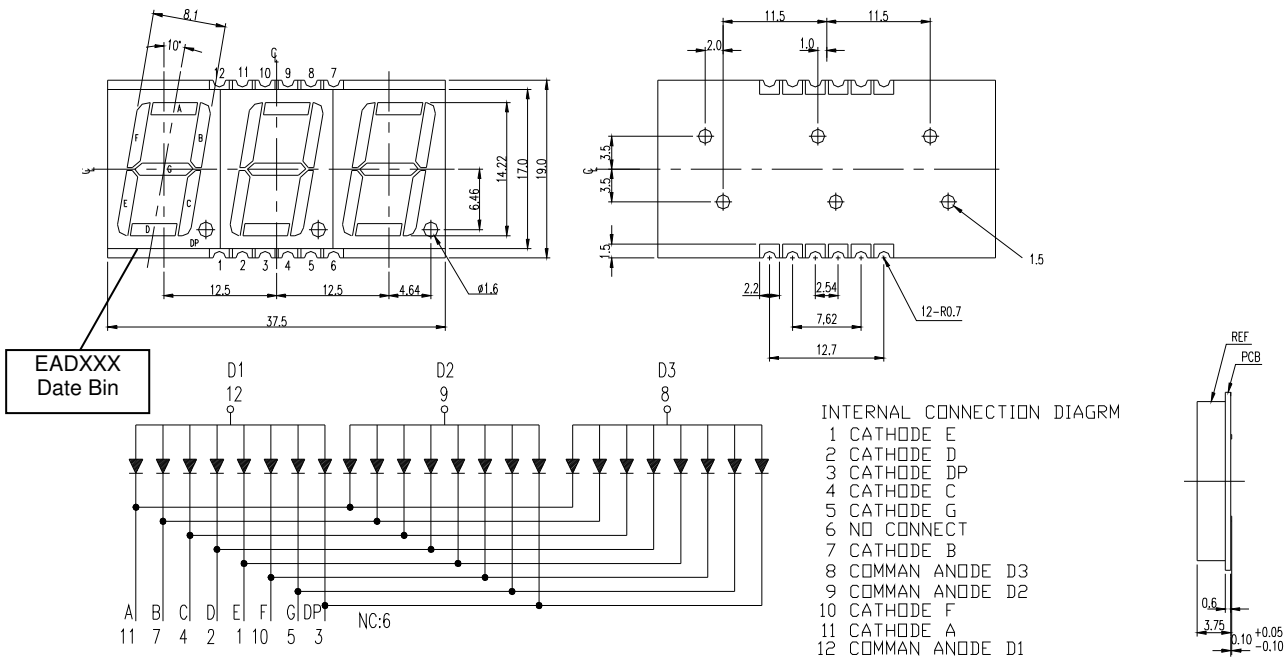 8.1
10°
℄
12 11 10 9 8 7
A
F
B
G
E
C
D
DP
℄
1 2 3 4 5 6
14.22
17.0
19.0
6.46
12.5
12.5
4.64
ø1.6
37.5
EADXXX
Date Bin
11.5
11.5
2.0
1.0
3.5
℄
3.5
1.5
1.5
2.2
2.54
12-R0.7
7.62
12.7
D1
12
D2
9
D3
8
A B C D E F G DP
11 7 4 2 1 10 5 3
NC:6
INTERNAL CONNECTION DIAGRM
1 CATHODE E
2 CATHODE D
3 CATHODE DP
4 CATHODE C
5 CATHODE G
6 NO CONNECT
7 CATHODE B
8 COMMAN ANODE D3
9 COMMAN ANODE D2
10 CATHODE F
11 CATHODE A
12 COMMAN ANODE D1
REF
PCB
0.6
3.75
0.10 +0.05
-0.10